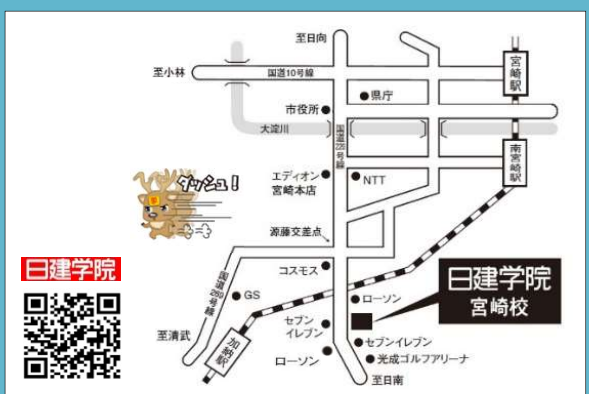 至日向
宮崎駅
至小林
国道10号線
県庁
市役所
大淀川
国道220号線
南宮崎駅
エディオン
宮崎本店
NTT
ダッシュ!
源藤交差点
コスモス
国道269号線
GS
日建学院
日建学院
宮崎校
ローソン
セブン
イレブン
至清武
加納駅
ローソン
セブンイレブン
光成ゴルフアリーナ
至日南